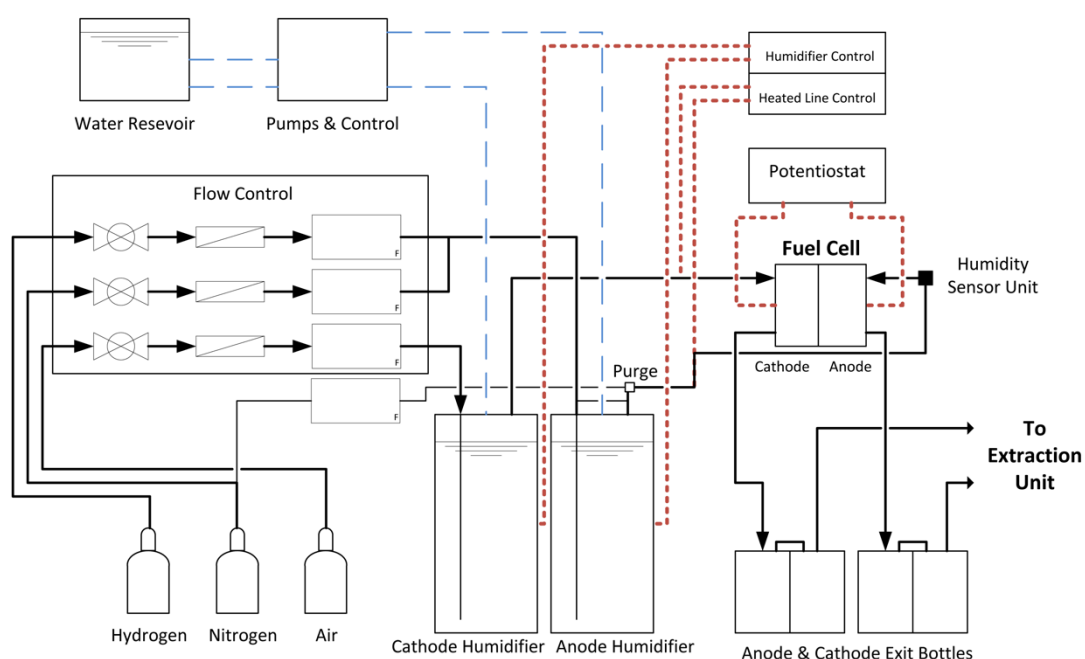 Humidifier Control
Heated Line Control
Water Resevoir
Pumps & Control
Potentiostat
Flow Control
F
F
F
F
Fuel Cell
Humidity
Sensor Unit
Cathode
Anode
Purge
To
Extraction
Unit
Hydrogen
Nitrogen
Air
Cathode Humidifier
Anode Humidifier
Anode & Cathode Exit Bottles